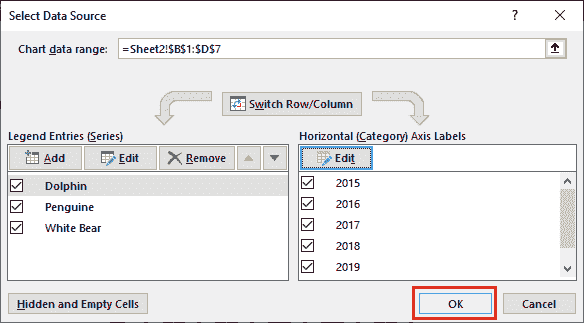 Select Data Source
?
Chart data range: =Sheet2!$B$1:$D$7
Switch Row/Column
Legend Entries (Series)
Add Edit Remove
Dolphin
Penguine
White Bear
Horizontal (Category) Axis Labels
Edit
2015
2016
2017
2018
2019
Hidden and Empty Cells
OK
Cancel